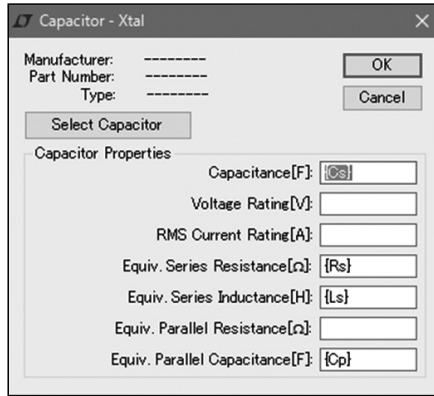 Capacitor - Xtal
Manufacturer: --------
Part Number: --------
Type: --------
OK
Cancel
Select Capacitor
Capacitor Properties
Capacitance[F]: {Cs}
Voltage Rating[V]:
RMS Current Rating[A]:
Equiv. Series Resistance[Ω]: {Rs}
Equiv. Series Inductance[H]: {Ls}
Equiv. Parallel Resistance[Ω]:
Equiv. Parallel Capacitance[F]: {Cp}